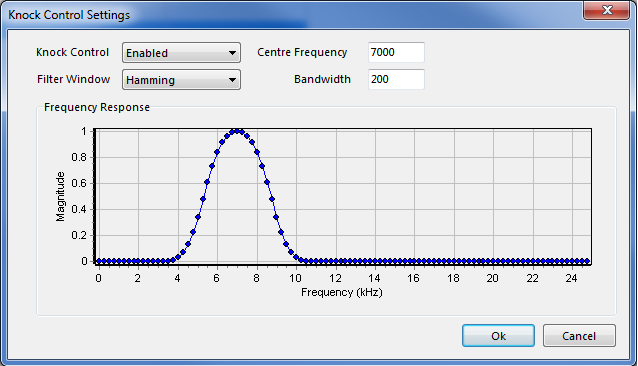 Knock Control Settings
Knock Control Enabled Centre Frequency 7000
Filter Window Hamming Bandwidth 200
Frequency Response
1
0.8
0.6
0.4
0.2
0
Magnitude
0 2 4 6 8 10 12 14 16 18 20 22 24
Frequency (kHz)
Ok Cancel